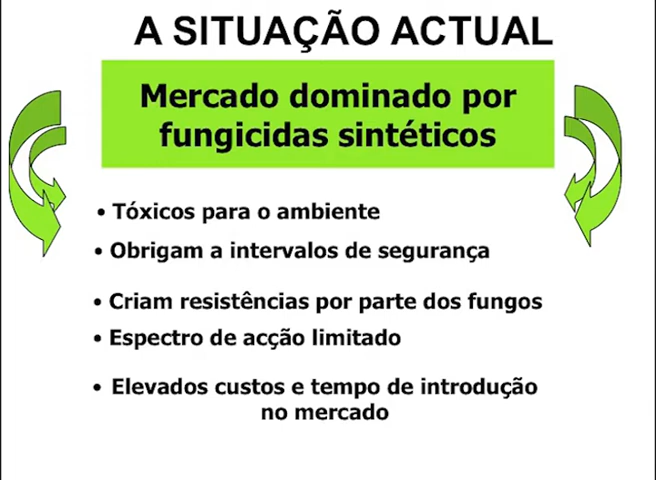 A SITUAÇÃO ACTUAL
Mercado dominado por
fungicidas sintéticos
• Tóxicos para o ambiente
• Obrigam a intervalos de segurança
• Criam resistências por parte dos fungos
• Espectro de acção limitado
• Elevados custos e tempo de introdução
no mercado